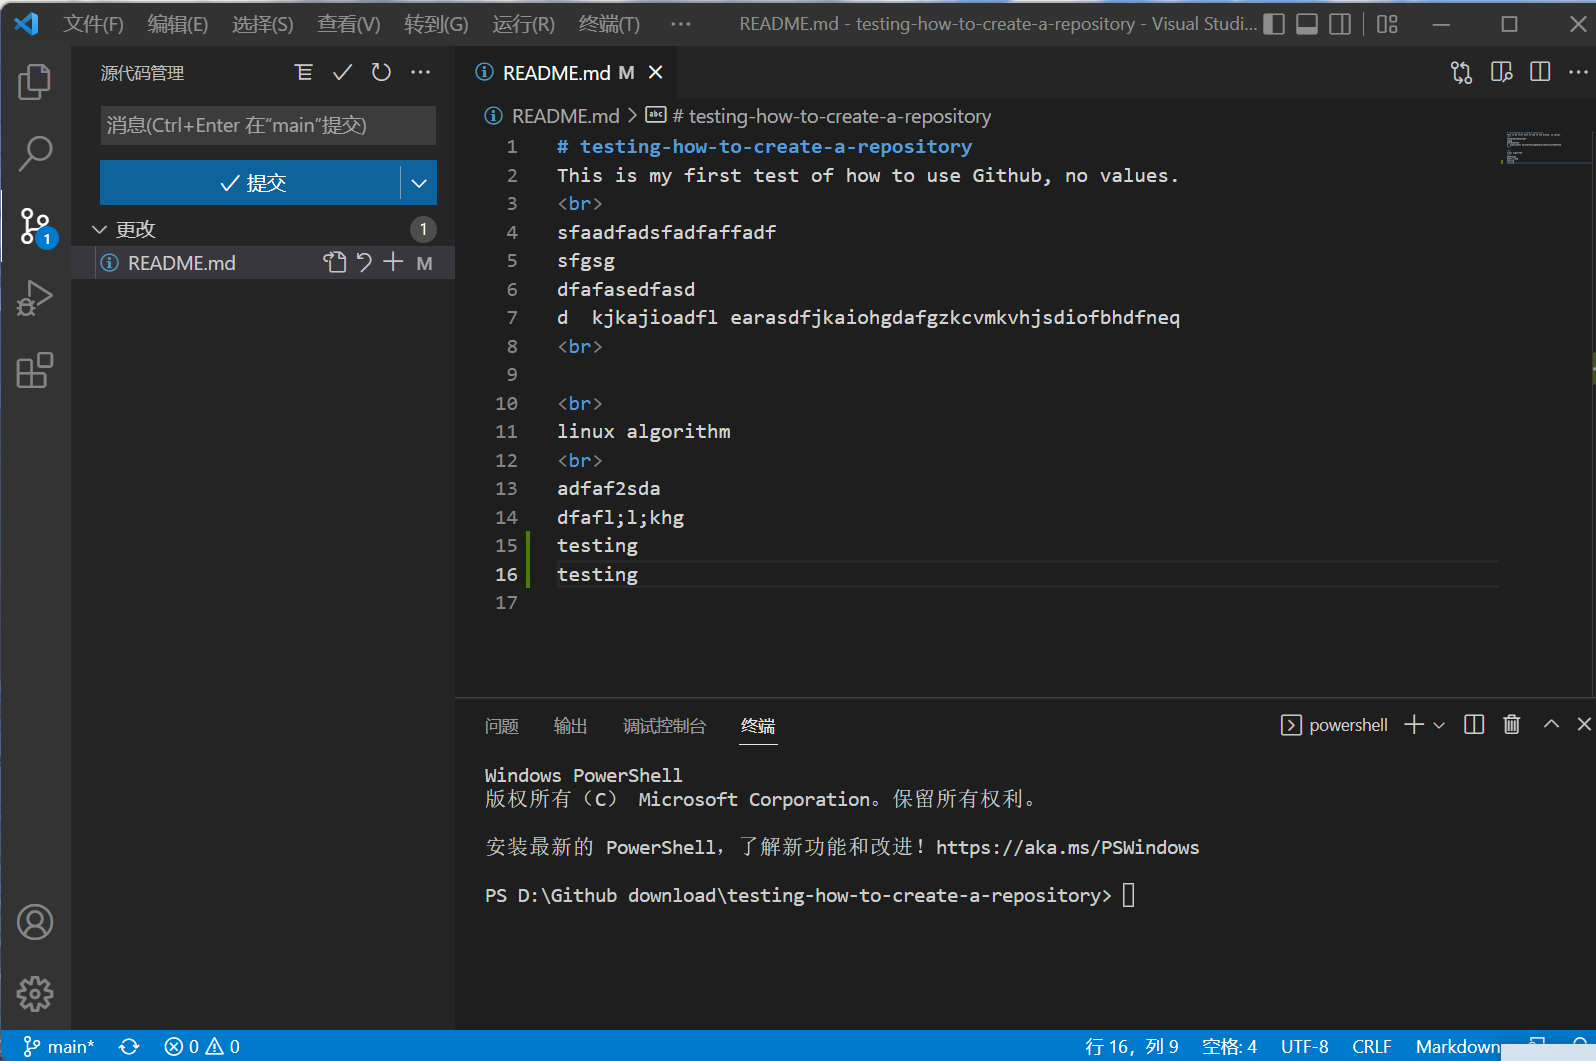 文件(F) 编辑(E) 选择(S) 查看(V) 转到(G) 运行(R) 终端(T) ··· README.md - testing-how-to-create-a-repository - Visual Studi...
源代码管理
README.md M
消息(Ctrl+Enter 在"main"提交)
README.md > # testing-how-to-create-a-repository
提交
更改 1
README.md M
1 # testing-how-to-create-a-repository
2 This is my first test of how to use Github, no values.
3 <br>
4 sfaadfadsfadfaffadf
5 sfgsg
6 dfafasedfasd
7 d  kjkajioadfl earasdfjkaiohgdafgzkcvmkvhjsdiofbhdfneq
8 <br>
9
10 <br>
11 linux algorithm
12 <br>
13 adfaf2sda
14 dfafl;l;khg
15 testing
16 testing
17
1
问题 输出 调试控制台 终端 powershell
Windows PowerShell
版权所有（C） Microsoft Corporation。保留所有权利。
安装最新的 PowerShell，了解新功能和改进！https://aka.ms/PSWindows
PS D:\Github download\testing-how-to-create-a-repository>
main* 0 0 行 16，列 9 空格: 4 UTF-8 CRLF Markdown